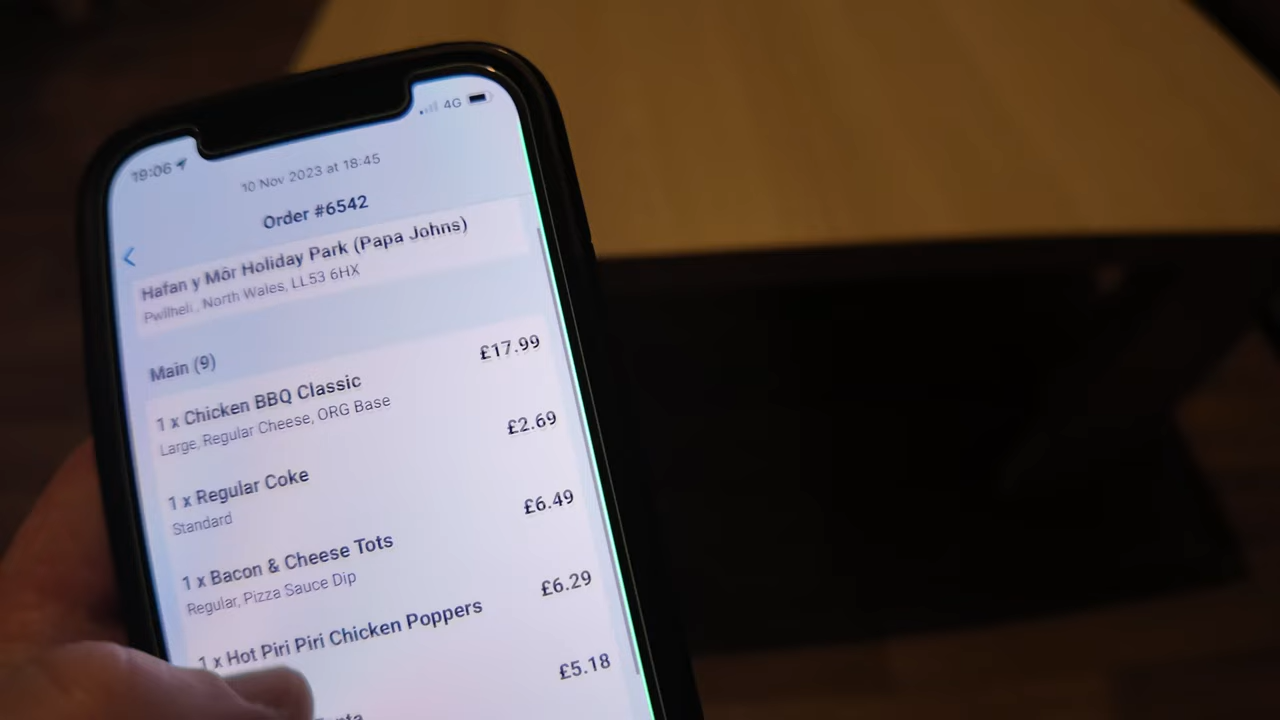 19:06
4G
10 Nov 2023 at 18:45
Order #6542
Hafan y Môr Holiday Park (Papa Johns)
Pwllheli, North Wales, LL53 6HX
Main (9)
1 x Chicken BBQ Classic £17.99
Large, Regular Cheese, ORG Base
1 x Regular Coke £2.69
Standard
1 x Bacon & Cheese Tots £6.49
Regular, Pizza Sauce Dip
1 x Hot Piri Piri Chicken Poppers £6.29
£5.18